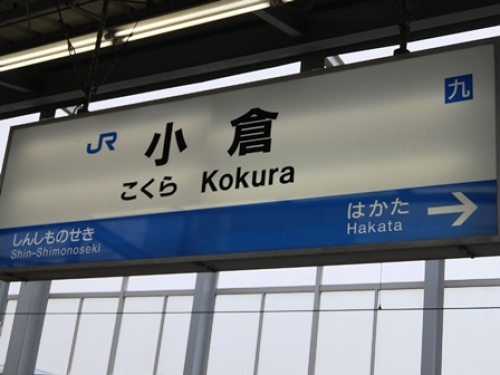 九
JR 小倉
こくら Kokura
しんしものせき
Shin-Shimonoseki
はかた
Hakata